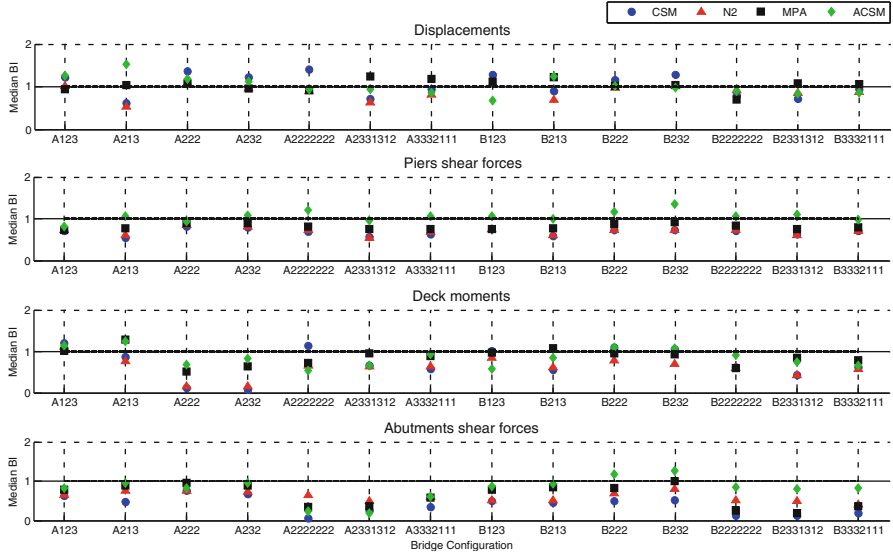 CSM N2 MPA ACSM
Displacements
Median BI
2
1
0
A123 A213 A222 A232 A2222222 A2331312 A3332111 B123 B213 B222 B232 B2222222 B2331312 B3332111
Piers shear forces
Median BI
2
1
0
A123 A213 A222 A232 A2222222 A2331312 A3332111 B123 B213 B222 B232 B2222222 B2331312 B3332111
Deck moments
Median BI
2
1
0
A123 A213 A222 A232 A2222222 A2331312 A3332111 B123 B213 B222 B232 B2222222 B2331312 B3332111
Abutments shear forces
Median BI
2
1
0
A123 A213 A222 A232 A2222222 A2331312 A3332111 B123 B213 B222 B232 B2222222 B2331312 B3332111
Bridge Configuration